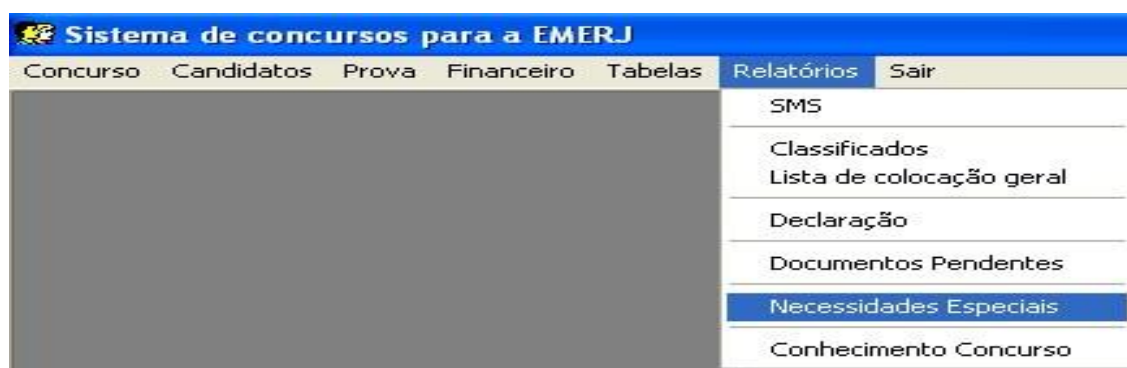 Sistema de concursos para a EMERJ
Concurso Candidatos Prova Financeiro Tabelas Relatórios Sair
SMS
Classificados
Lista de colocação geral
Declaração
Documentos Pendentes
Necessidades Especiais
Conhecimento Concurso